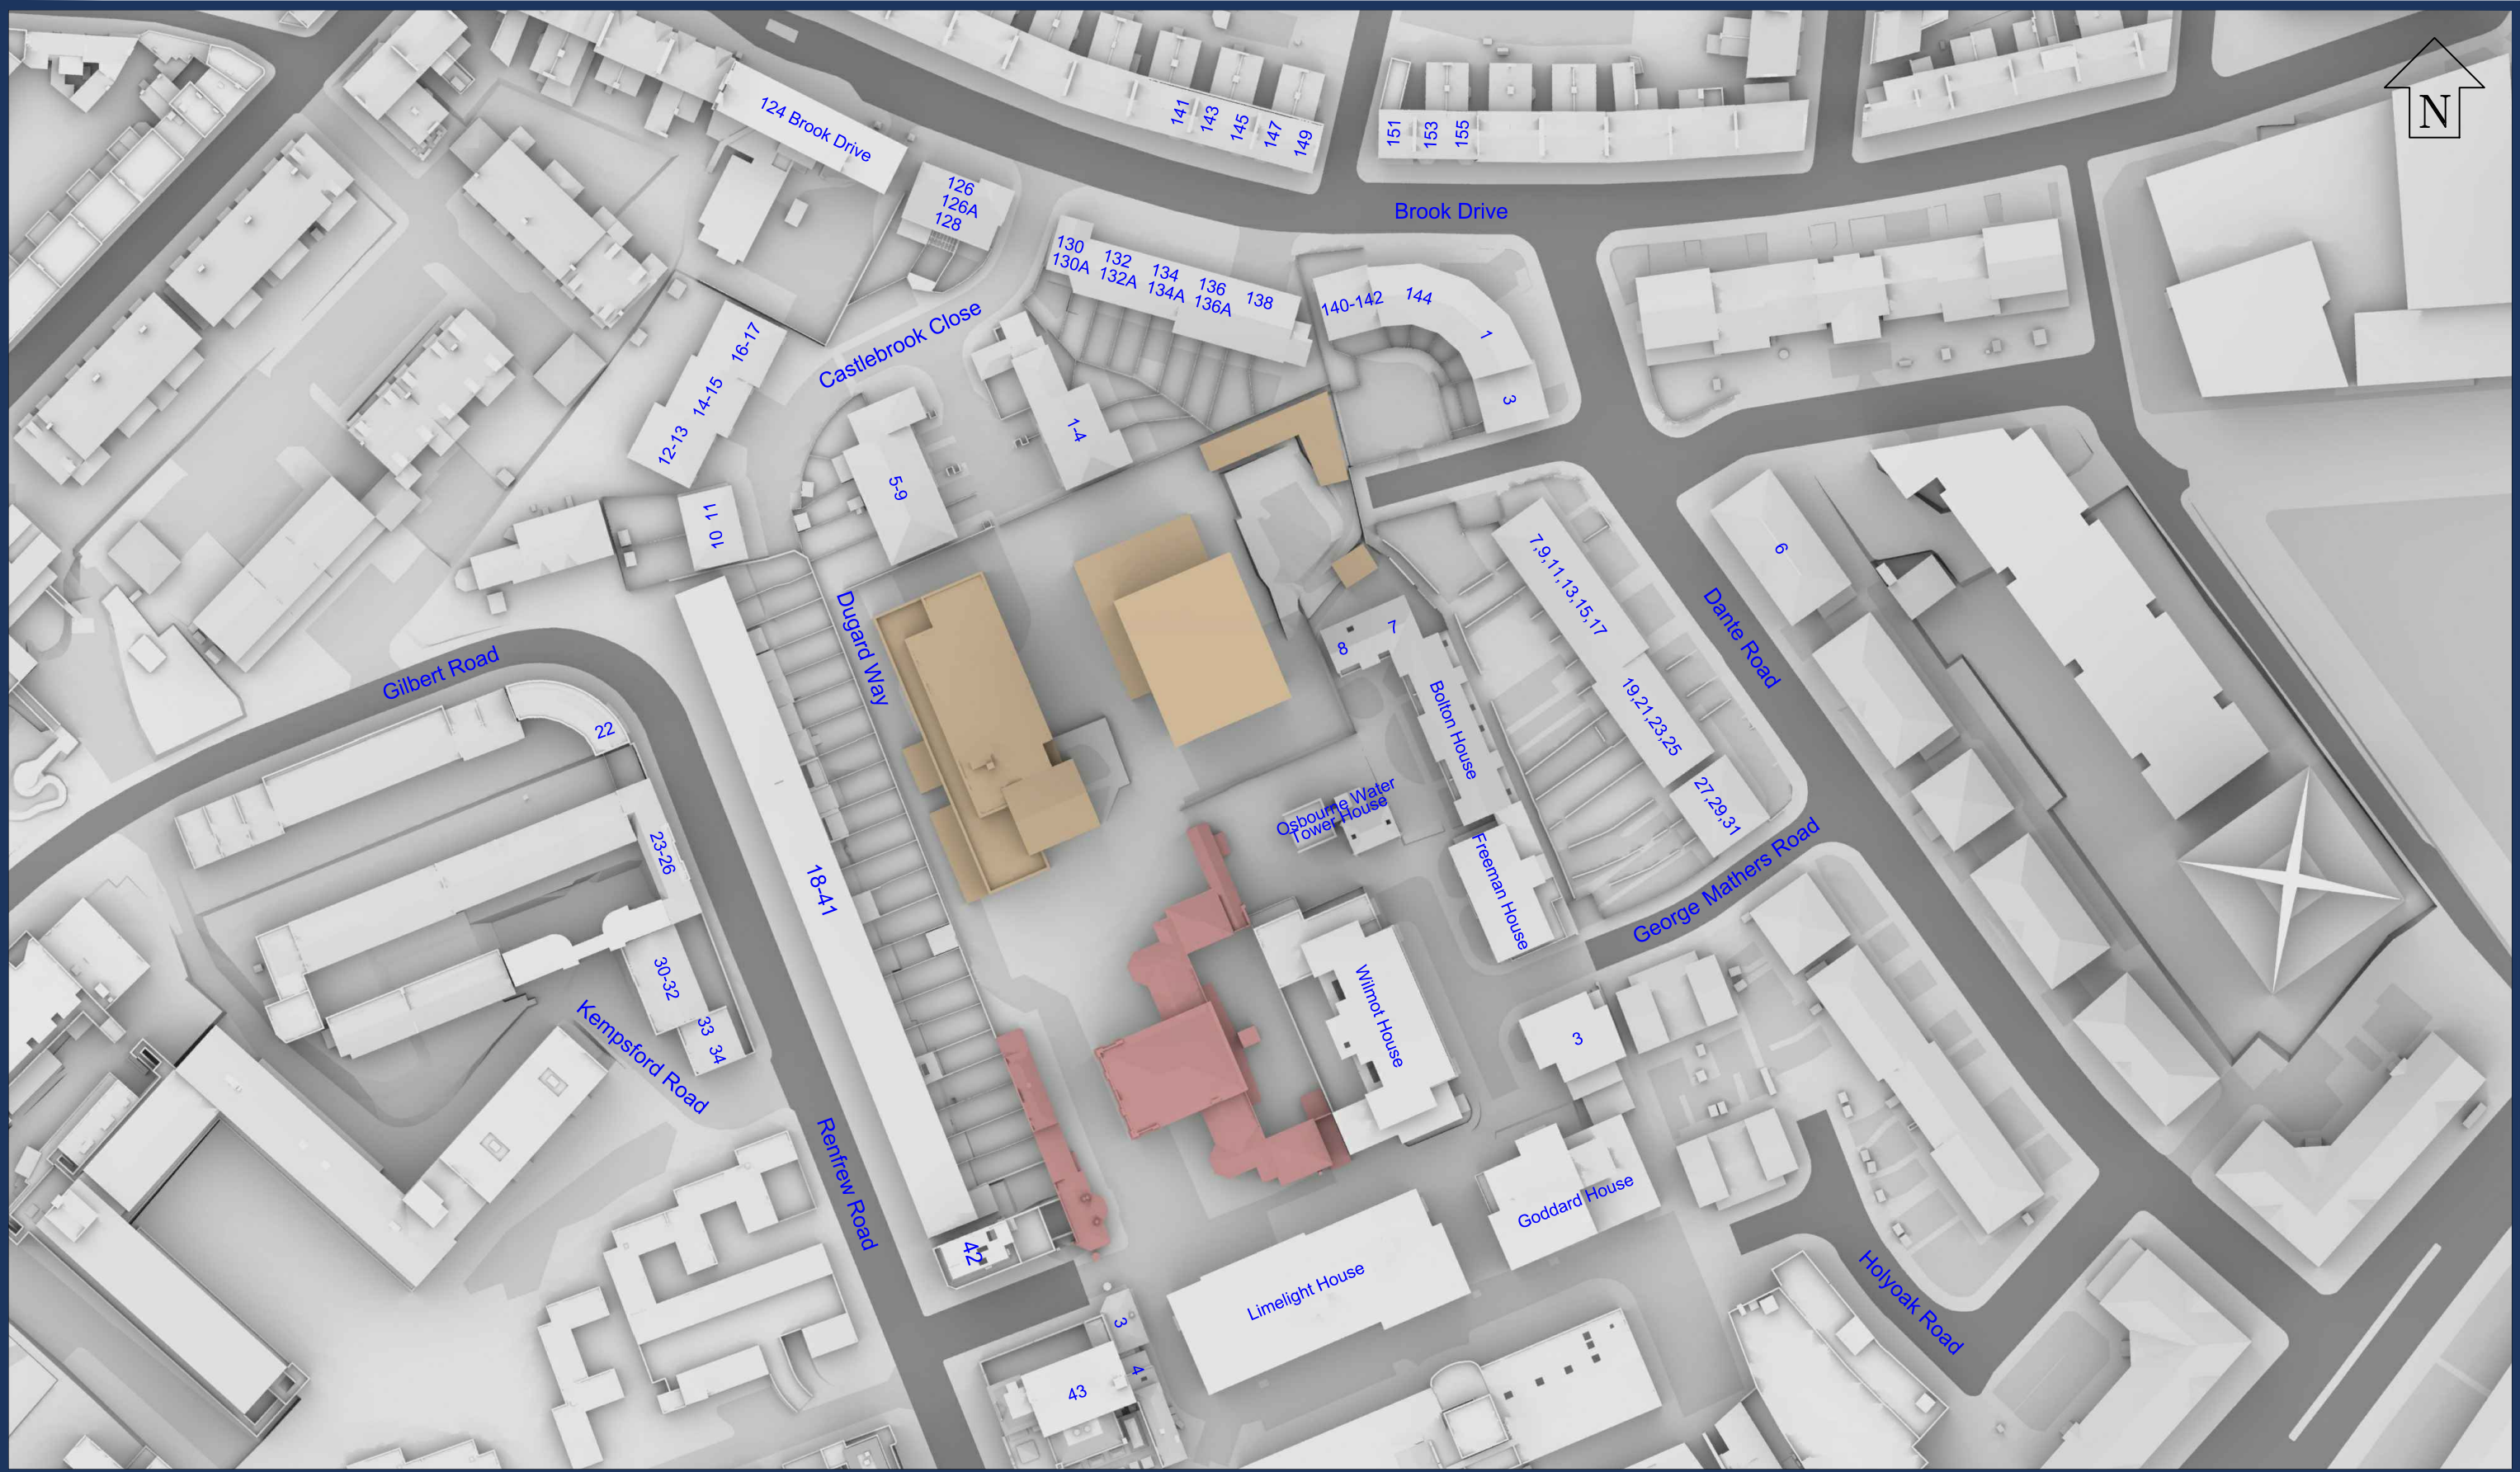 141
143
145
147
149
151
153
155
N
124 Brook Drive
126
126A
128
Brook Drive
130
130A
132
132A
134
134A
136
136A
138
140-142
144
1
3
Castlebrook Close
16-17
14-15
12-13
1-4
5-9
10 11
Dugard Way
Gilbert Road
22
23-26
18-41
30-32
33 34
Kempsford Road
Renfrew Road
42
43
3
4
7,9,11,13,15,17
19,21,23,25
27,29,31
6
Dante Road
8
7
Bolton House
Osbourne Water
Tower House
Freeman House
George Mathers Road
Wilmot House
3
Goddard House
Limelight House
Holyoak Road